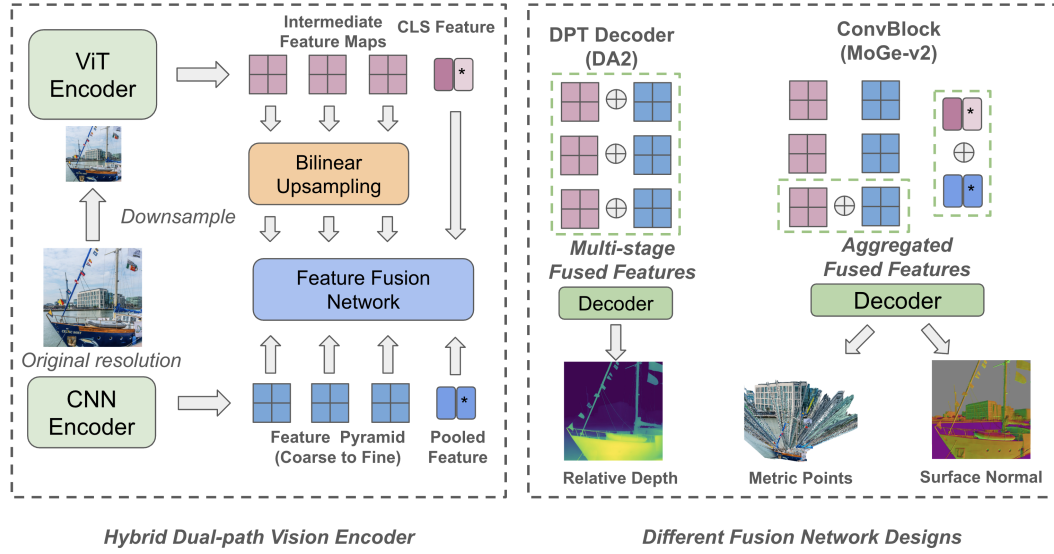 ViT
Encoder
Intermediate
Feature Maps
CLS Feature
*
Bilinear
Upsampling
Downsample
Feature Fusion
Network
Original resolution
CNN
Encoder
*
Feature Pyramid
(Coarse to Fine)
Pooled
Feature
Hybrid Dual-path Vision Encoder
DPT Decoder
(DA2)
Multi-stage
Fused Features
Decoder
Relative Depth
ConvBlock
(MoGe-v2)
*
*
Aggregated
Fused Features
Decoder
Metric Points
Surface Normal
Different Fusion Network Designs